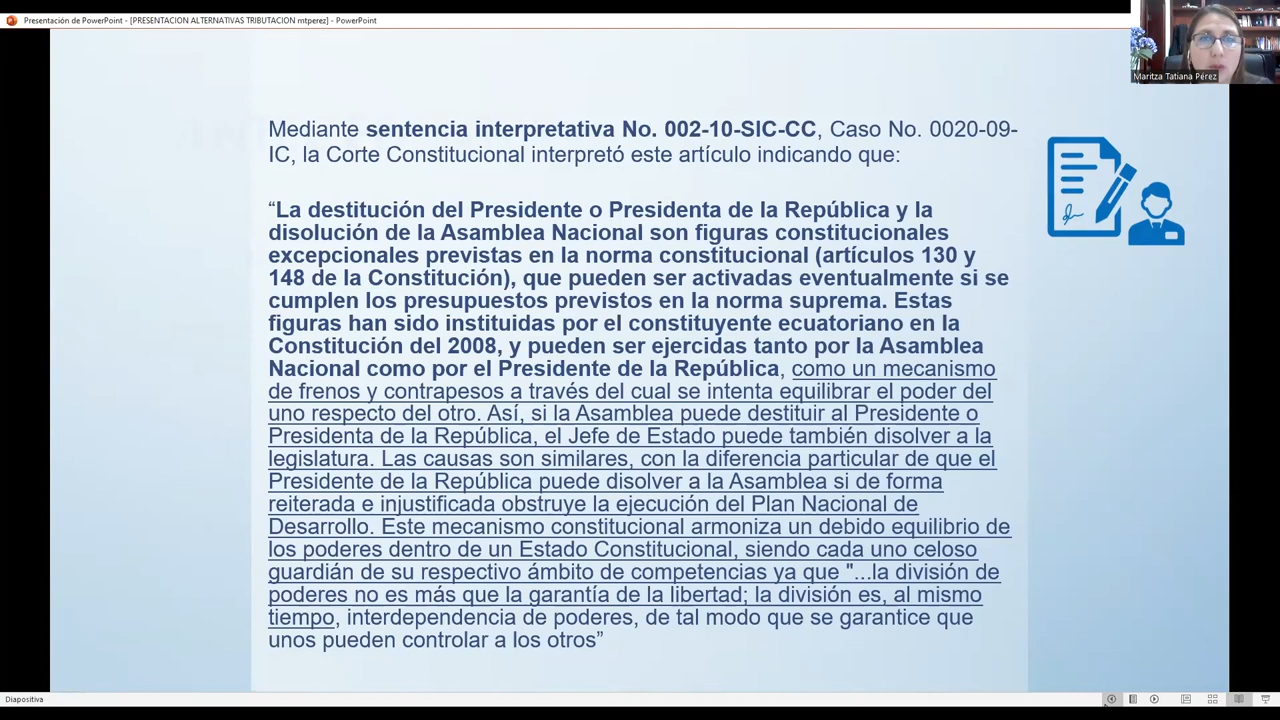 Presentación de PowerPoint - [PRESENTACION ALTERNATIVAS TRIBUTACION mtperez] - PowerPoint
Maritza Tatiana Pérez
Mediante sentencia interpretativa No. 002-10-SIC-CC, Caso No. 0020-09-
IC, la Corte Constitucional interpretó este artículo indicando que:
“La destitución del Presidente o Presidenta de la República y la
disolución de la Asamblea Nacional son figuras constitucionales
excepcionales previstas en la norma constitucional (artículos 130 y
148 de la Constitución), que pueden ser activadas eventualmente si se
cumplen los presupuestos previstos en la norma suprema. Estas
figuras han sido instituidas por el constituyente ecuatoriano en la
Constitución del 2008, y pueden ser ejercidas tanto por la Asamblea
Nacional como por el Presidente de la República, como un mecanismo
de frenos y contrapesos a través del cual se intenta equilibrar el poder del
uno respecto del otro. Así, si la Asamblea puede destituir al Presidente o
Presidenta de la República, el Jefe de Estado puede también disolver a la
legislatura. Las causas son similares, con la diferencia particular de que el
Presidente de la República puede disolver a la Asamblea si de forma
reiterada e injustificada obstruye la ejecución del Plan Nacional de
Desarrollo. Este mecanismo constitucional armoniza un debido equilibrio de
los poderes dentro de un Estado Constitucional, siendo cada uno celoso
guardián de su respectivo ámbito de competencias ya que "...la división de
poderes no es más que la garantía de la libertad; la división es, al mismo
tiempo, interdependencia de poderes, de tal modo que se garantice que
unos pueden controlar a los otros”
Diapositiva